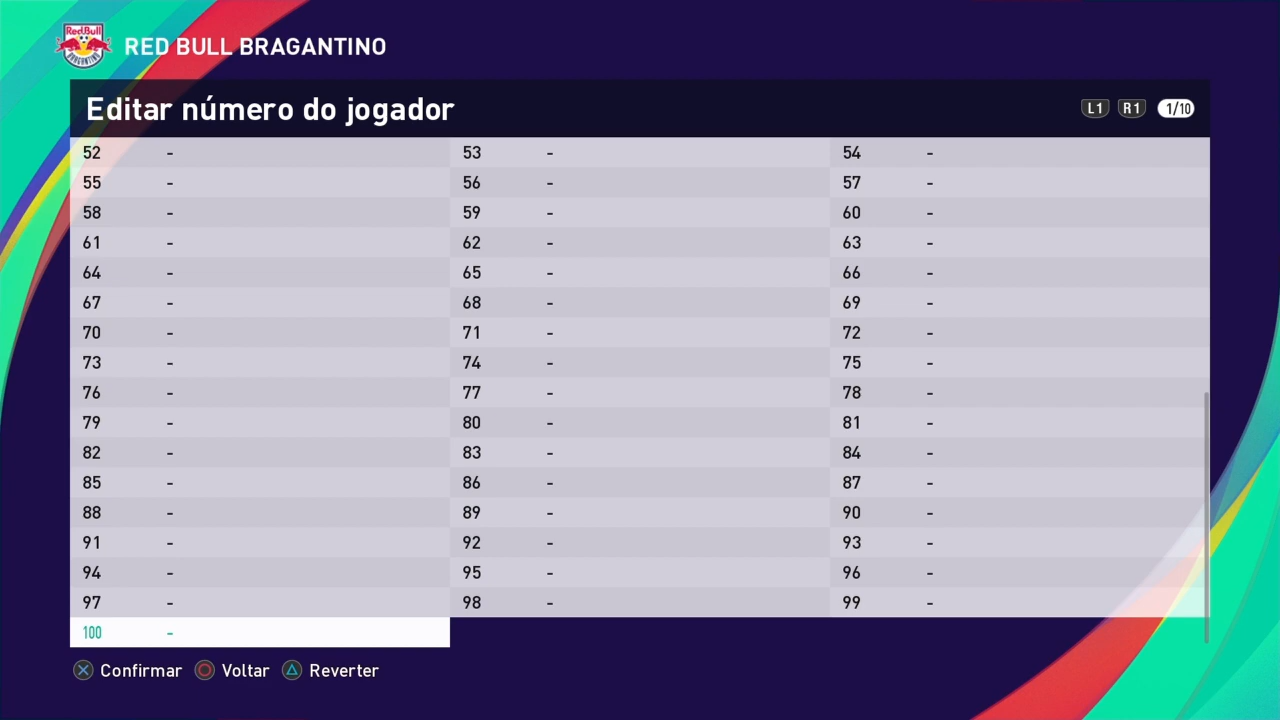 RedBull
BRAGANTINO
RED BULL BRAGANTINO
Editar número do jogador
L1 R1 1/10
52 - 53 - 54 -
55 - 56 - 57 -
58 - 59 - 60 -
61 - 62 - 63 -
64 - 65 - 66 -
67 - 68 - 69 -
70 - 71 - 72 -
73 - 74 - 75 -
76 - 77 - 78 -
79 - 80 - 81 -
82 - 83 - 84 -
85 - 86 - 87 -
88 - 89 - 90 -
91 - 92 - 93 -
94 - 95 - 96 -
97 - 98 - 99 -
100 -
Confirmar Voltar Reverter